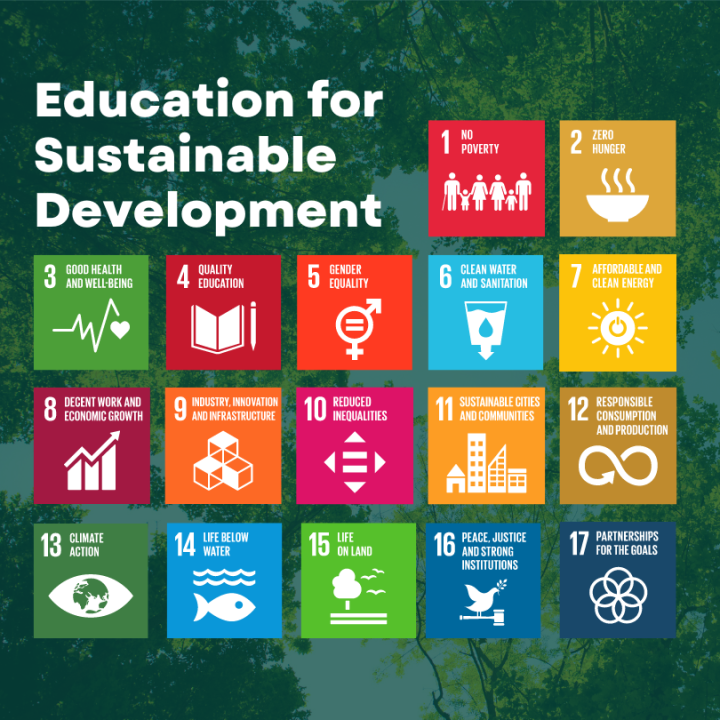 Education for
Sustainable
Development
1 NO
POVERTY
2 ZERO
HUNGER
3 GOOD HEALTH
AND WELL-BEING
4 QUALITY
EDUCATION
5 GENDER
EQUALITY
6 CLEAN WATER
AND SANITATION
7 AFFORDABLE AND
CLEAN ENERGY
8 DECENT WORK AND
ECONOMIC GROWTH
9 INDUSTRY, INNOVATION
AND INFRASTRUCTURE
10 REDUCED
INEQUALITIES
11 SUSTAINABLE CITIES
AND COMMUNITIES
12 RESPONSIBLE
CONSUMPTION
AND PRODUCTION
13 CLIMATE
ACTION
14 LIFE BELOW
WATER
15 LIFE
ON LAND
16 PEACE, JUSTICE
AND STRONG
INSTITUTIONS
17 PARTNERSHIPS
FOR THE GOALS